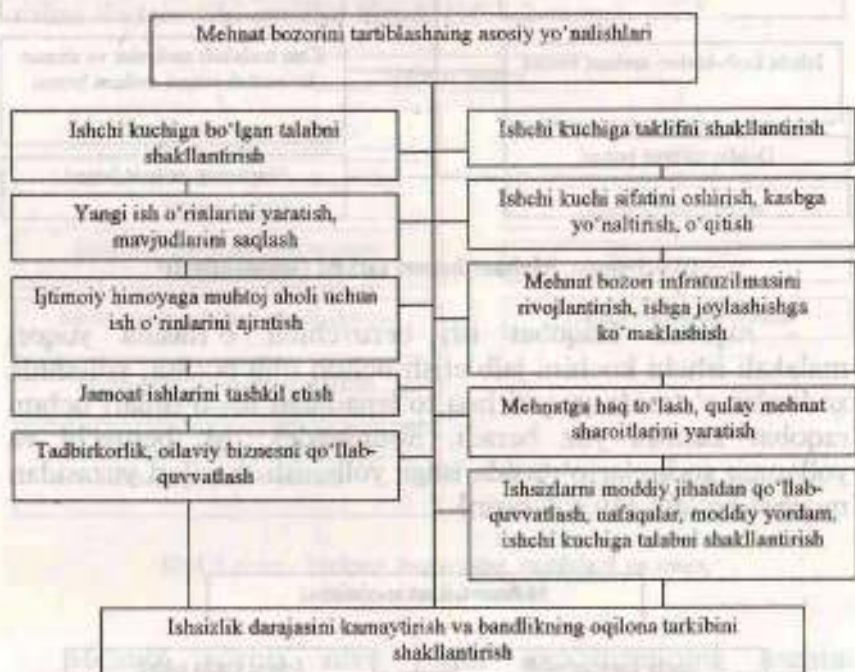 Mehnat bozorini tartiblashning asosiy yo‘nalishlari
Ishchi kuchiga bo‘lgan talabni
shakllantirish
Yangi ish o‘rinlarini yaratish,
mavjudlarini saqlash
Ijtimoiy himoyaga muhtoj aholi uchun
ish o‘rinlarini ajratish
Jamoat ishlarini tashkil etish
Tadbirkorlik, oilaviy biznesni qo‘llab-
quvvatlash
Ishchi kuchiga taklifni shakllantirish
Ishchi kuchi sifatini oshirish, kasbga
yo‘naltirish, o‘qitish
Mehnat bozori infratuzilmasini
rivojlantirish, ishga joylashishga
ko‘maklashish
Mehnatga haq to‘lash, qulay mehnat
sharoitlarini yaratish
Ishsizlarni moddiy jihatdan qo‘llab-
quvvatlash, nafaqalar, moddiy yordam,
ishchi kuchiga talabni shakllantirish
Ishsizlik darajasini kamaytirish va bandlikning oqilona tarkibini
shakllantirish